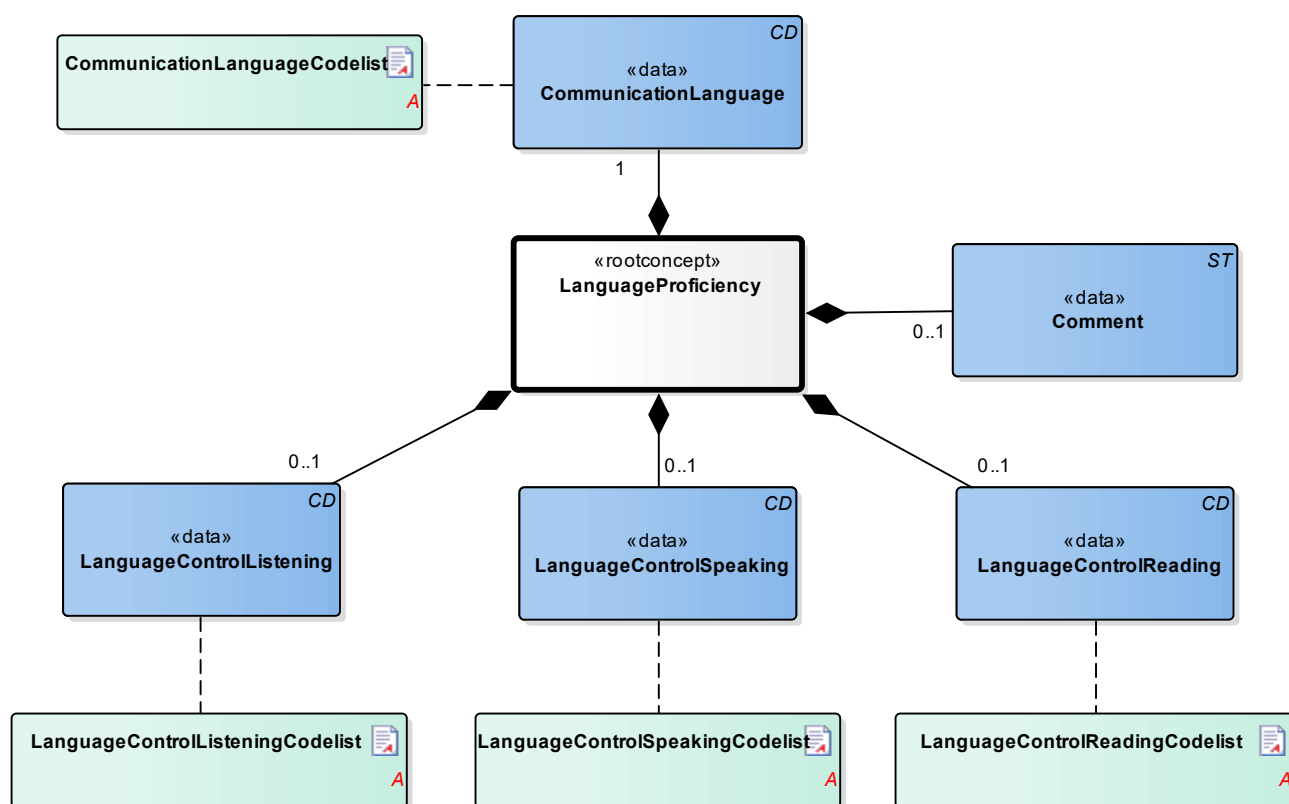 CD
CommunicationLanguageCodelist
«data»
A
CommunicationLanguage
1
«rootconcept»
LanguageProficiency
ST
«data»
Comment
0..1
0..1
0..1
0..1
CD
«data»
LanguageControlListening
CD
«data»
LanguageControlSpeaking
CD
«data»
LanguageControlReading
LanguageControlListeningCodelist
A
LanguageControlSpeakingCodelist
A
LanguageControlReadingCodelist
A